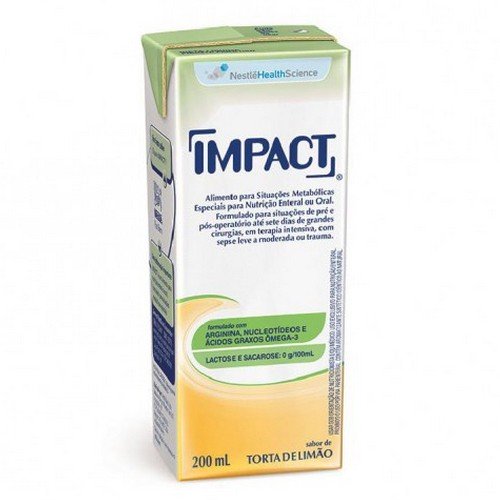 NestléHealthScience
IMPACT®
Alimento para Situações Metabólicas
Especiais para Nutrição Enteral ou Oral.
Formulado para situações de pré e
pós-operatório até sete dias de grandes
cirurgias, em terapia intensiva, com
sepse leve a moderada ou trauma.
formulado com
ARGININA, NUCLEOTÍDEOS E
ÁCIDOS GRAXOS ÔMEGA-3
LACTOSE E SACAROSE: 0 g/100mL
200 mL
sabor de
TORTA DE LIMÃO